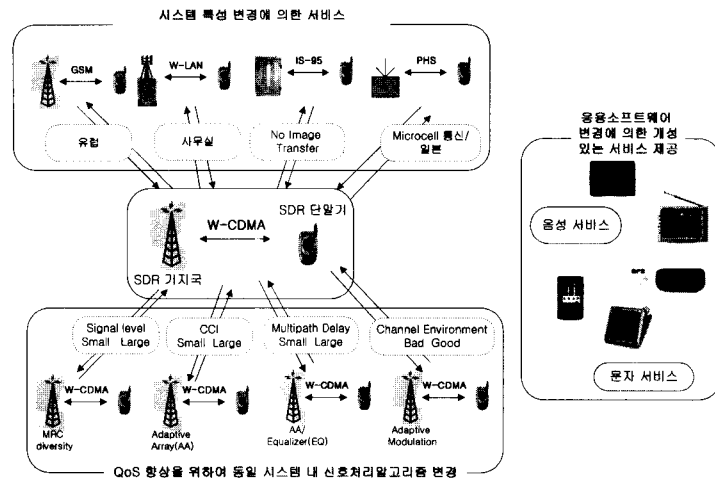 시스템 특성 변경에 의한 서비스
GSM
W-LAN
IS-95
PHS
유럽
사무실
No Image
Transfer
Microcell 통신/
일본
W-CDMA
SDR 단말기
SDR 기지국
Signal level
Small Large
CCI
Small Large
Multipath Delay
Small Large
Channel Environment
Bad Good
W-CDMA
W-CDMA
W-CDMA
W-CDMA
MRC
diversity
Adaptive
Array(AA)
AA/
Equalizer(EQ)
Adaptive
Modulation
QoS 향상을 위하여 동일 시스템 내 신호처리알고리즘 변경
응용소프트웨어
변경에 의한 개성
있는 서비스 제공
음성 서비스
GPS
문자 서비스